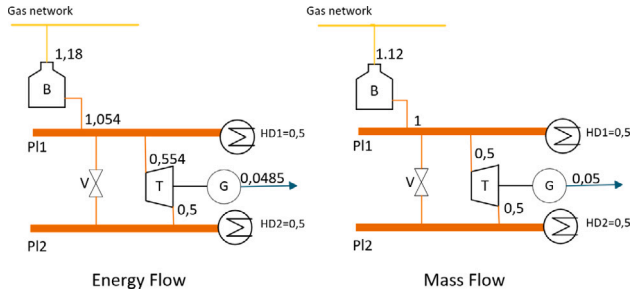 Gas network
1,18
B
1,054
Pl1
HD1=0,5
0,554
V
T
G
0,0485
0,5
Pl2
HD2=0,5
Energy Flow
Gas network
1.12
B
1
Pl1
HD1=0,5
0,5
V
T
G
0,05
0,5
Pl2
HD2=0,5
Mass Flow